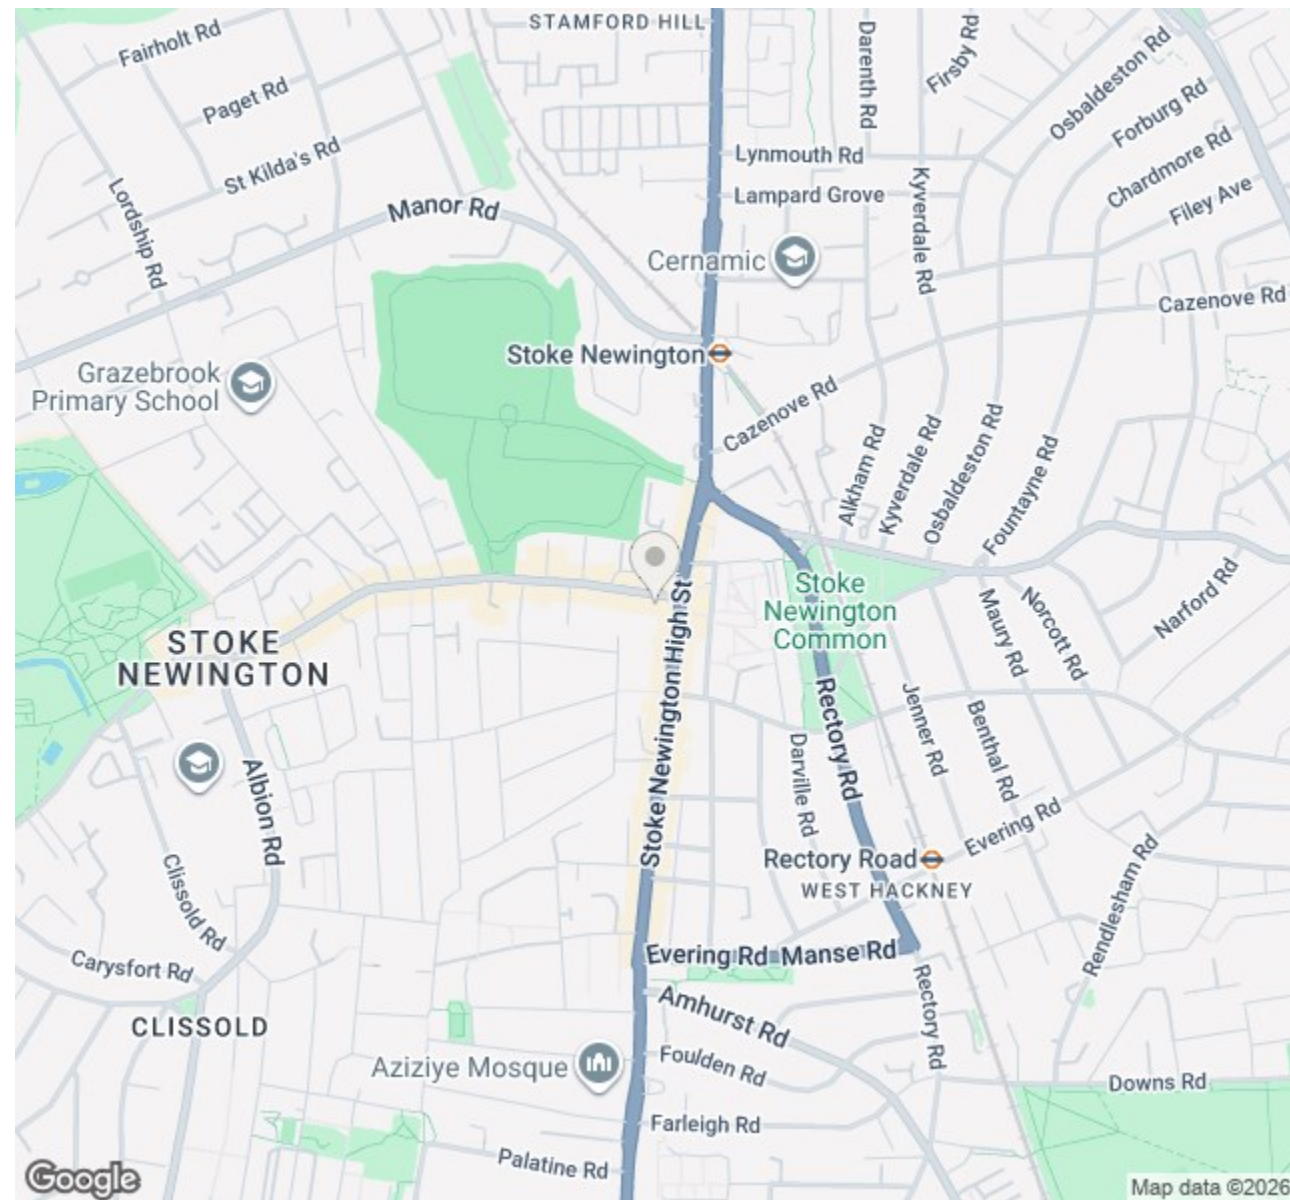 STAMFORD HILL
Fairholt Rd
Darenth Rd
Firsby Rd
Osbaldeston Rd
Paget Rd
Forburg Rd
St Kilda's Rd
Lynmouth Rd
Chardmore Rd
Lordship Rd
Manor Rd
Lampard Grove
Kyverdale Rd
Filey Ave
Cernamic
Cazenove Rd
Stoke Newington
Grazebrook
Primary School
Cazenove Rd
Alkham Rd
Kyverdale Rd
Osbaldeston Rd
Fountayne Rd
Stoke
Newington
Common
Narford Rd
Maury Rd
Norcott Rd
STOKE
NEWINGTON
Stoke Newington High St
Rectory Rd
Jenner Rd
Benthal Rd
Darville Rd
Albion Rd
Evering Rd
Rectory Road
WEST HACKNEY
Rendlesham Rd
Clissold Rd
Carysfort Rd
Evering Rd
Manse Rd
Rectory Rd
Amhurst Rd
CLISSOLD
Aziziye Mosque
Foulden Rd
Downs Rd
Farleigh Rd
Palatine Rd
Google
Map data ©2026